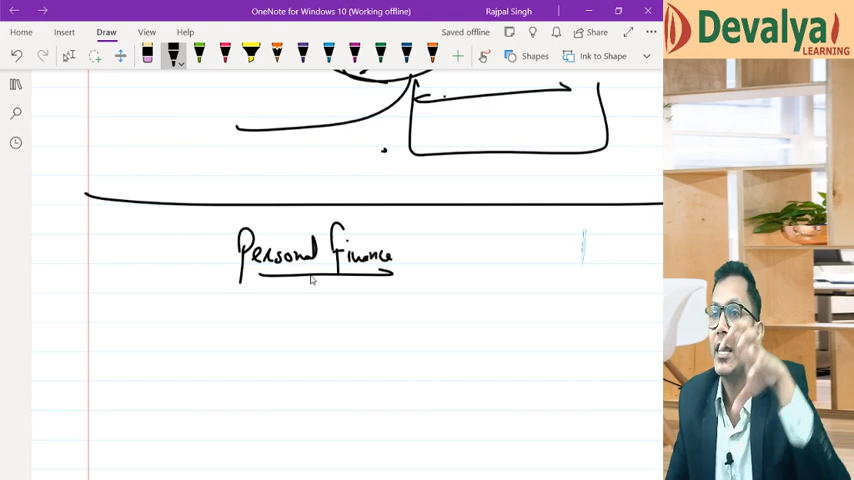 OneNote for Windows 10 (Working offline)
Rajpal Singh
Home Insert Draw View Help
Saved offline
Share
Shapes
Ink to Shape
Personal Finance
Devalya
LEARNING